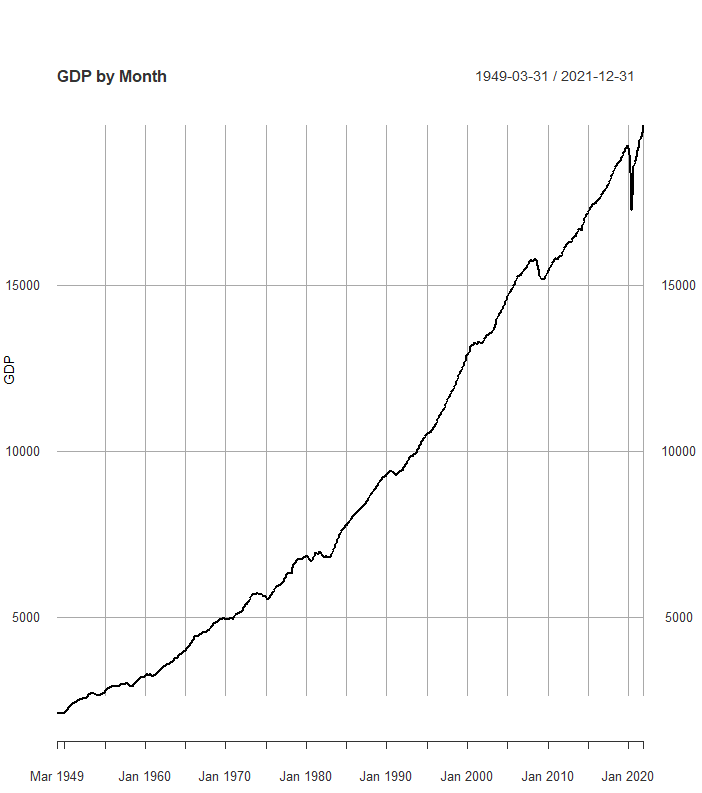 GDP by Month 1949-03-31 / 2021-12-31
15000 15000
GDP
10000 10000
5000 5000
Mar 1949 Jan 1960 Jan 1970 Jan 1980 Jan 1990 Jan 2000 Jan 2010 Jan 2020